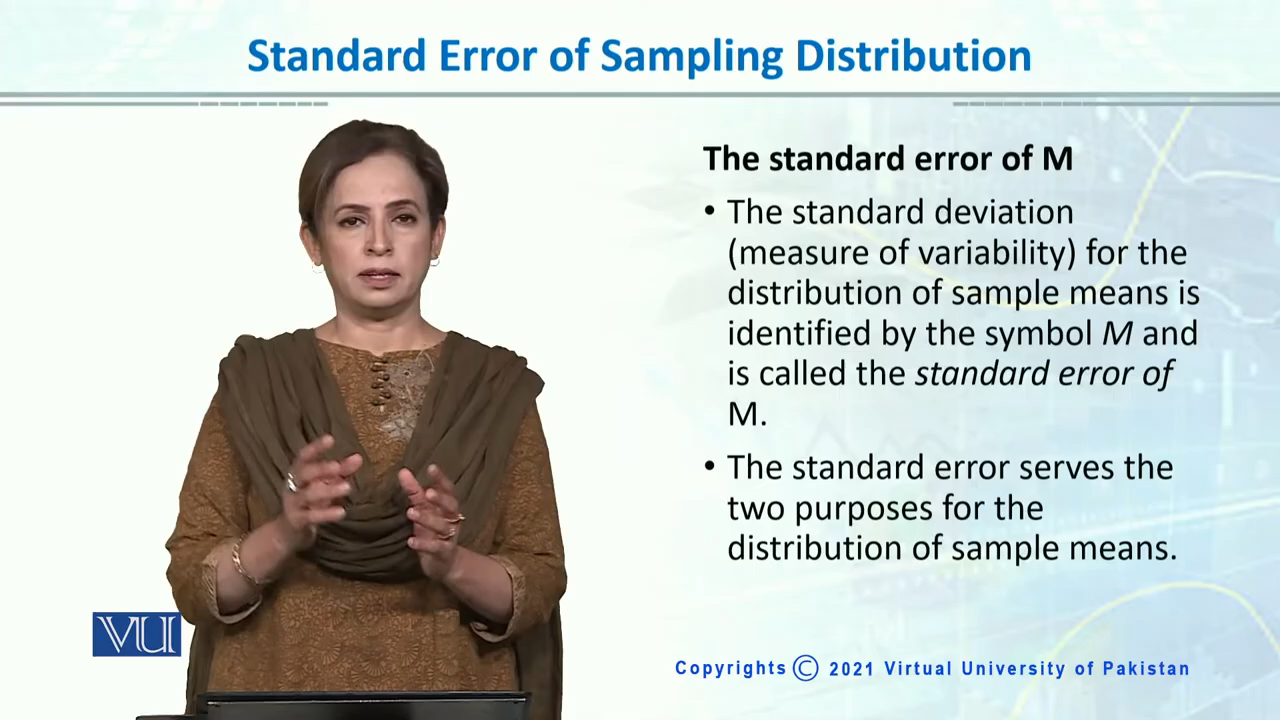 Standard Error of Sampling Distribution
The standard error of M
• The standard deviation
(measure of variability) for the
distribution of sample means is
identified by the symbol M and
is called the standard error of
M.
• The standard error serves the
two purposes for the
distribution of sample means.
VU
Copyrights © 2021 Virtual University of Pakistan